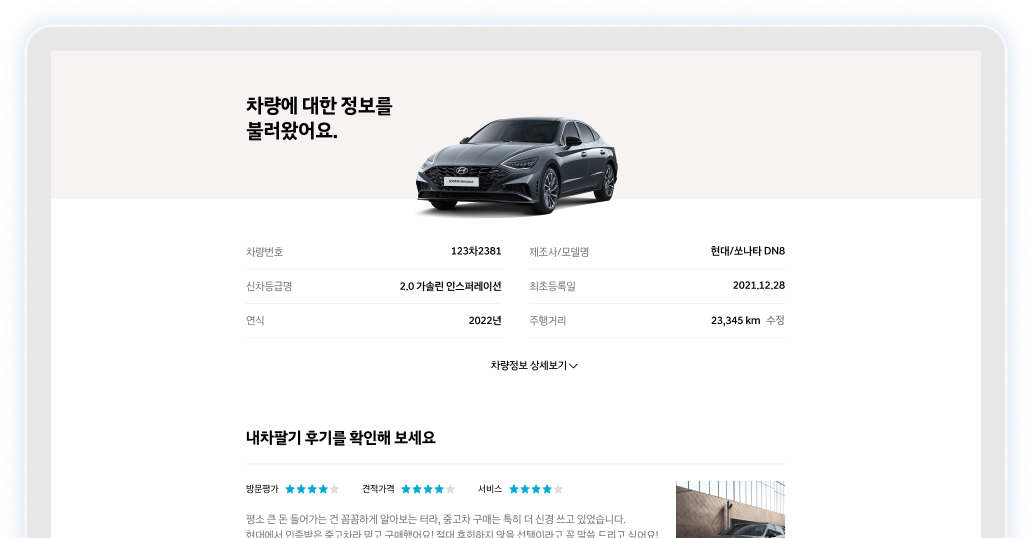 차량에 대한 정보를
불러왔어요.
차량번호 123차2381 제조사/모델명 현대/쏘나타 DN8
신차등급명 2.0 가솔린 인스퍼레이션 최초등록일 2021.12.28
연식 2022년 주행거리 23,345 km 수정
차량정보 상세보기
내차팔기 후기를 확인해 보세요
방문평가 견적가격 서비스
평소 큰 돈 들어가는 건 꼼꼼하게 알아보는 터라, 중고차 구매는 특히 더 신경 쓰고 있었습니다.
현대에서 인증받은 중고차라 믿고 구매했어요! 절대 후회하지 않을 선택이라고 꼭 말씀 드리고 싶어요!